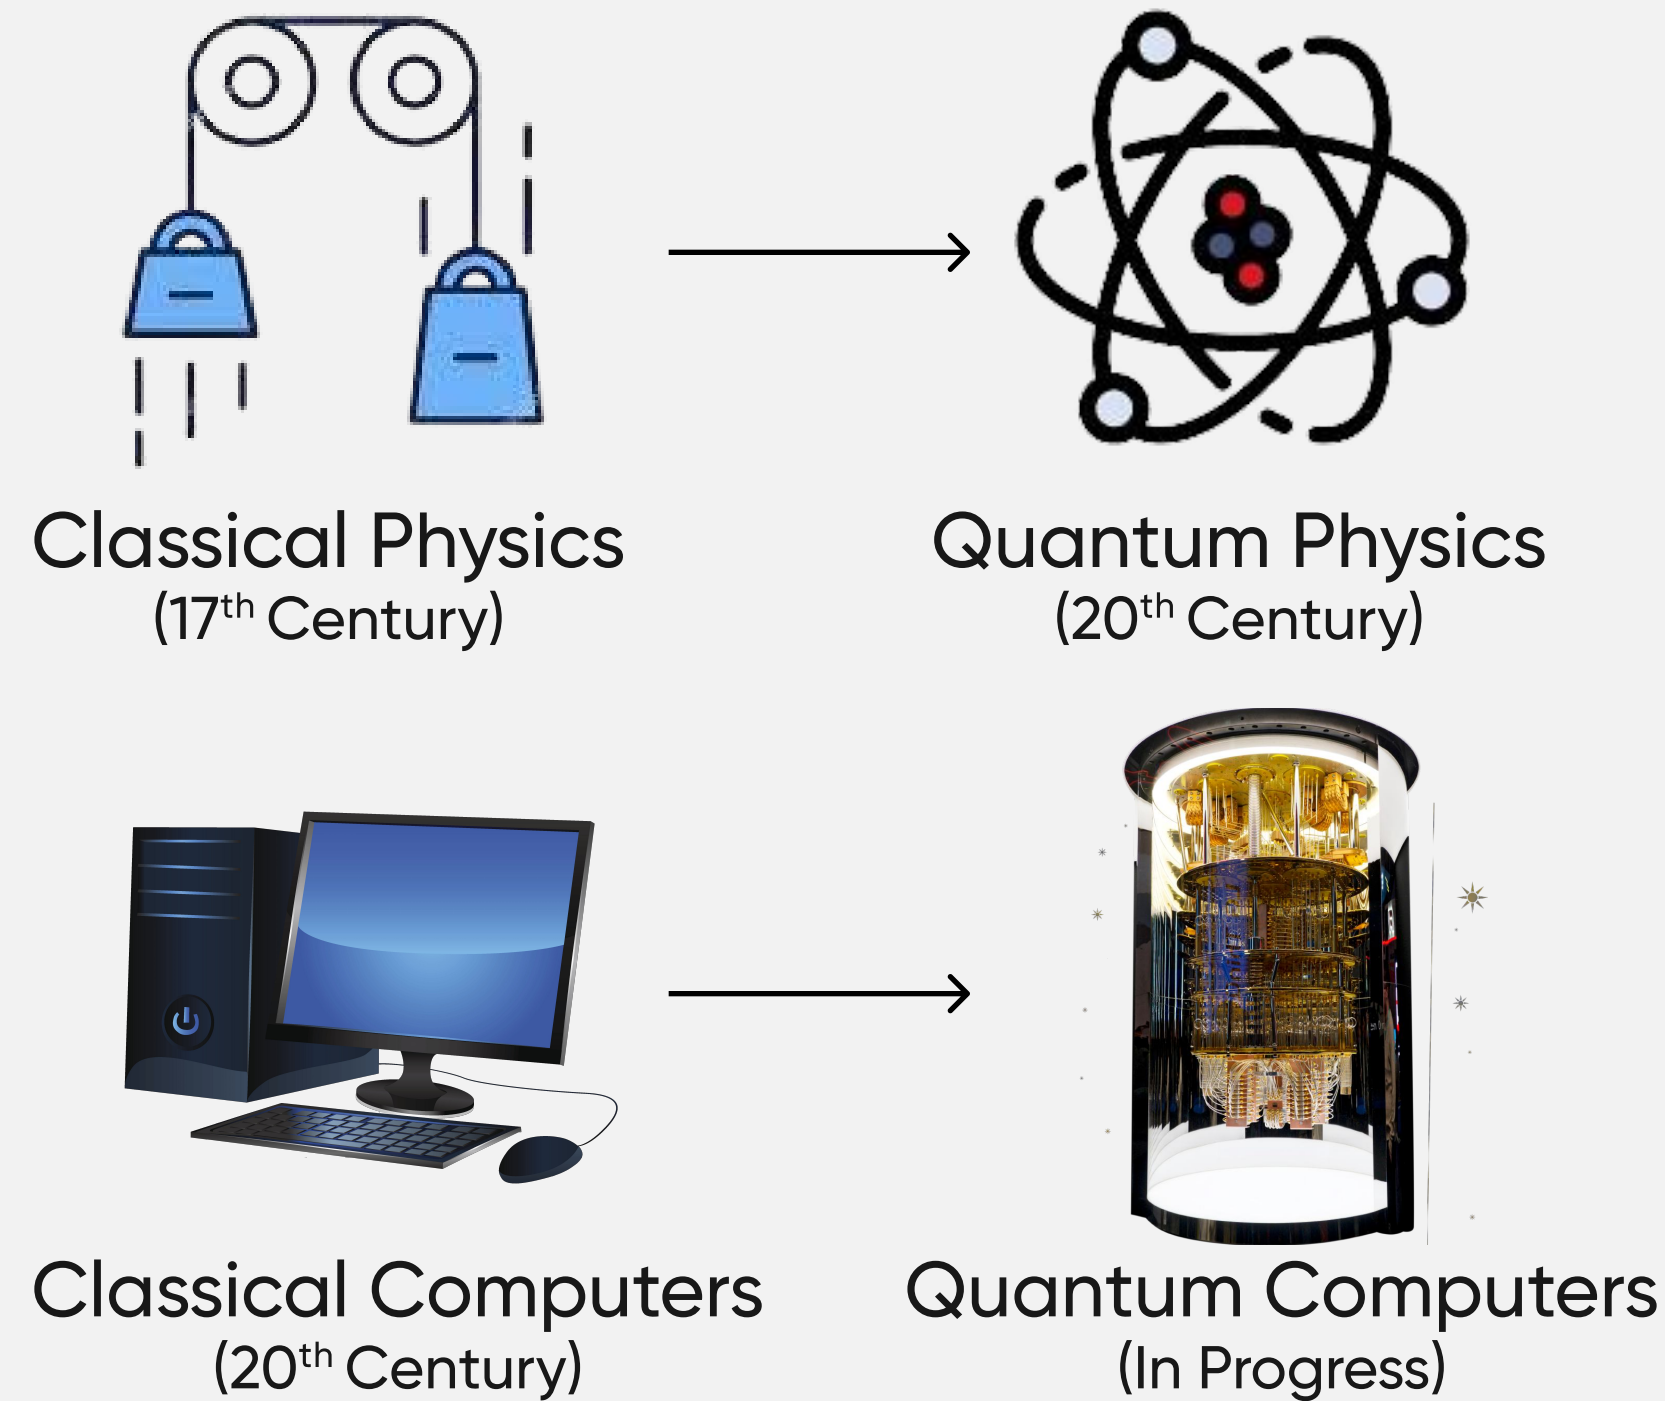 Classical Physics
(17th Century)
Quantum Physics
(20th Century)
Classical Computers
(20th Century)
Quantum Computers
(In Progress)